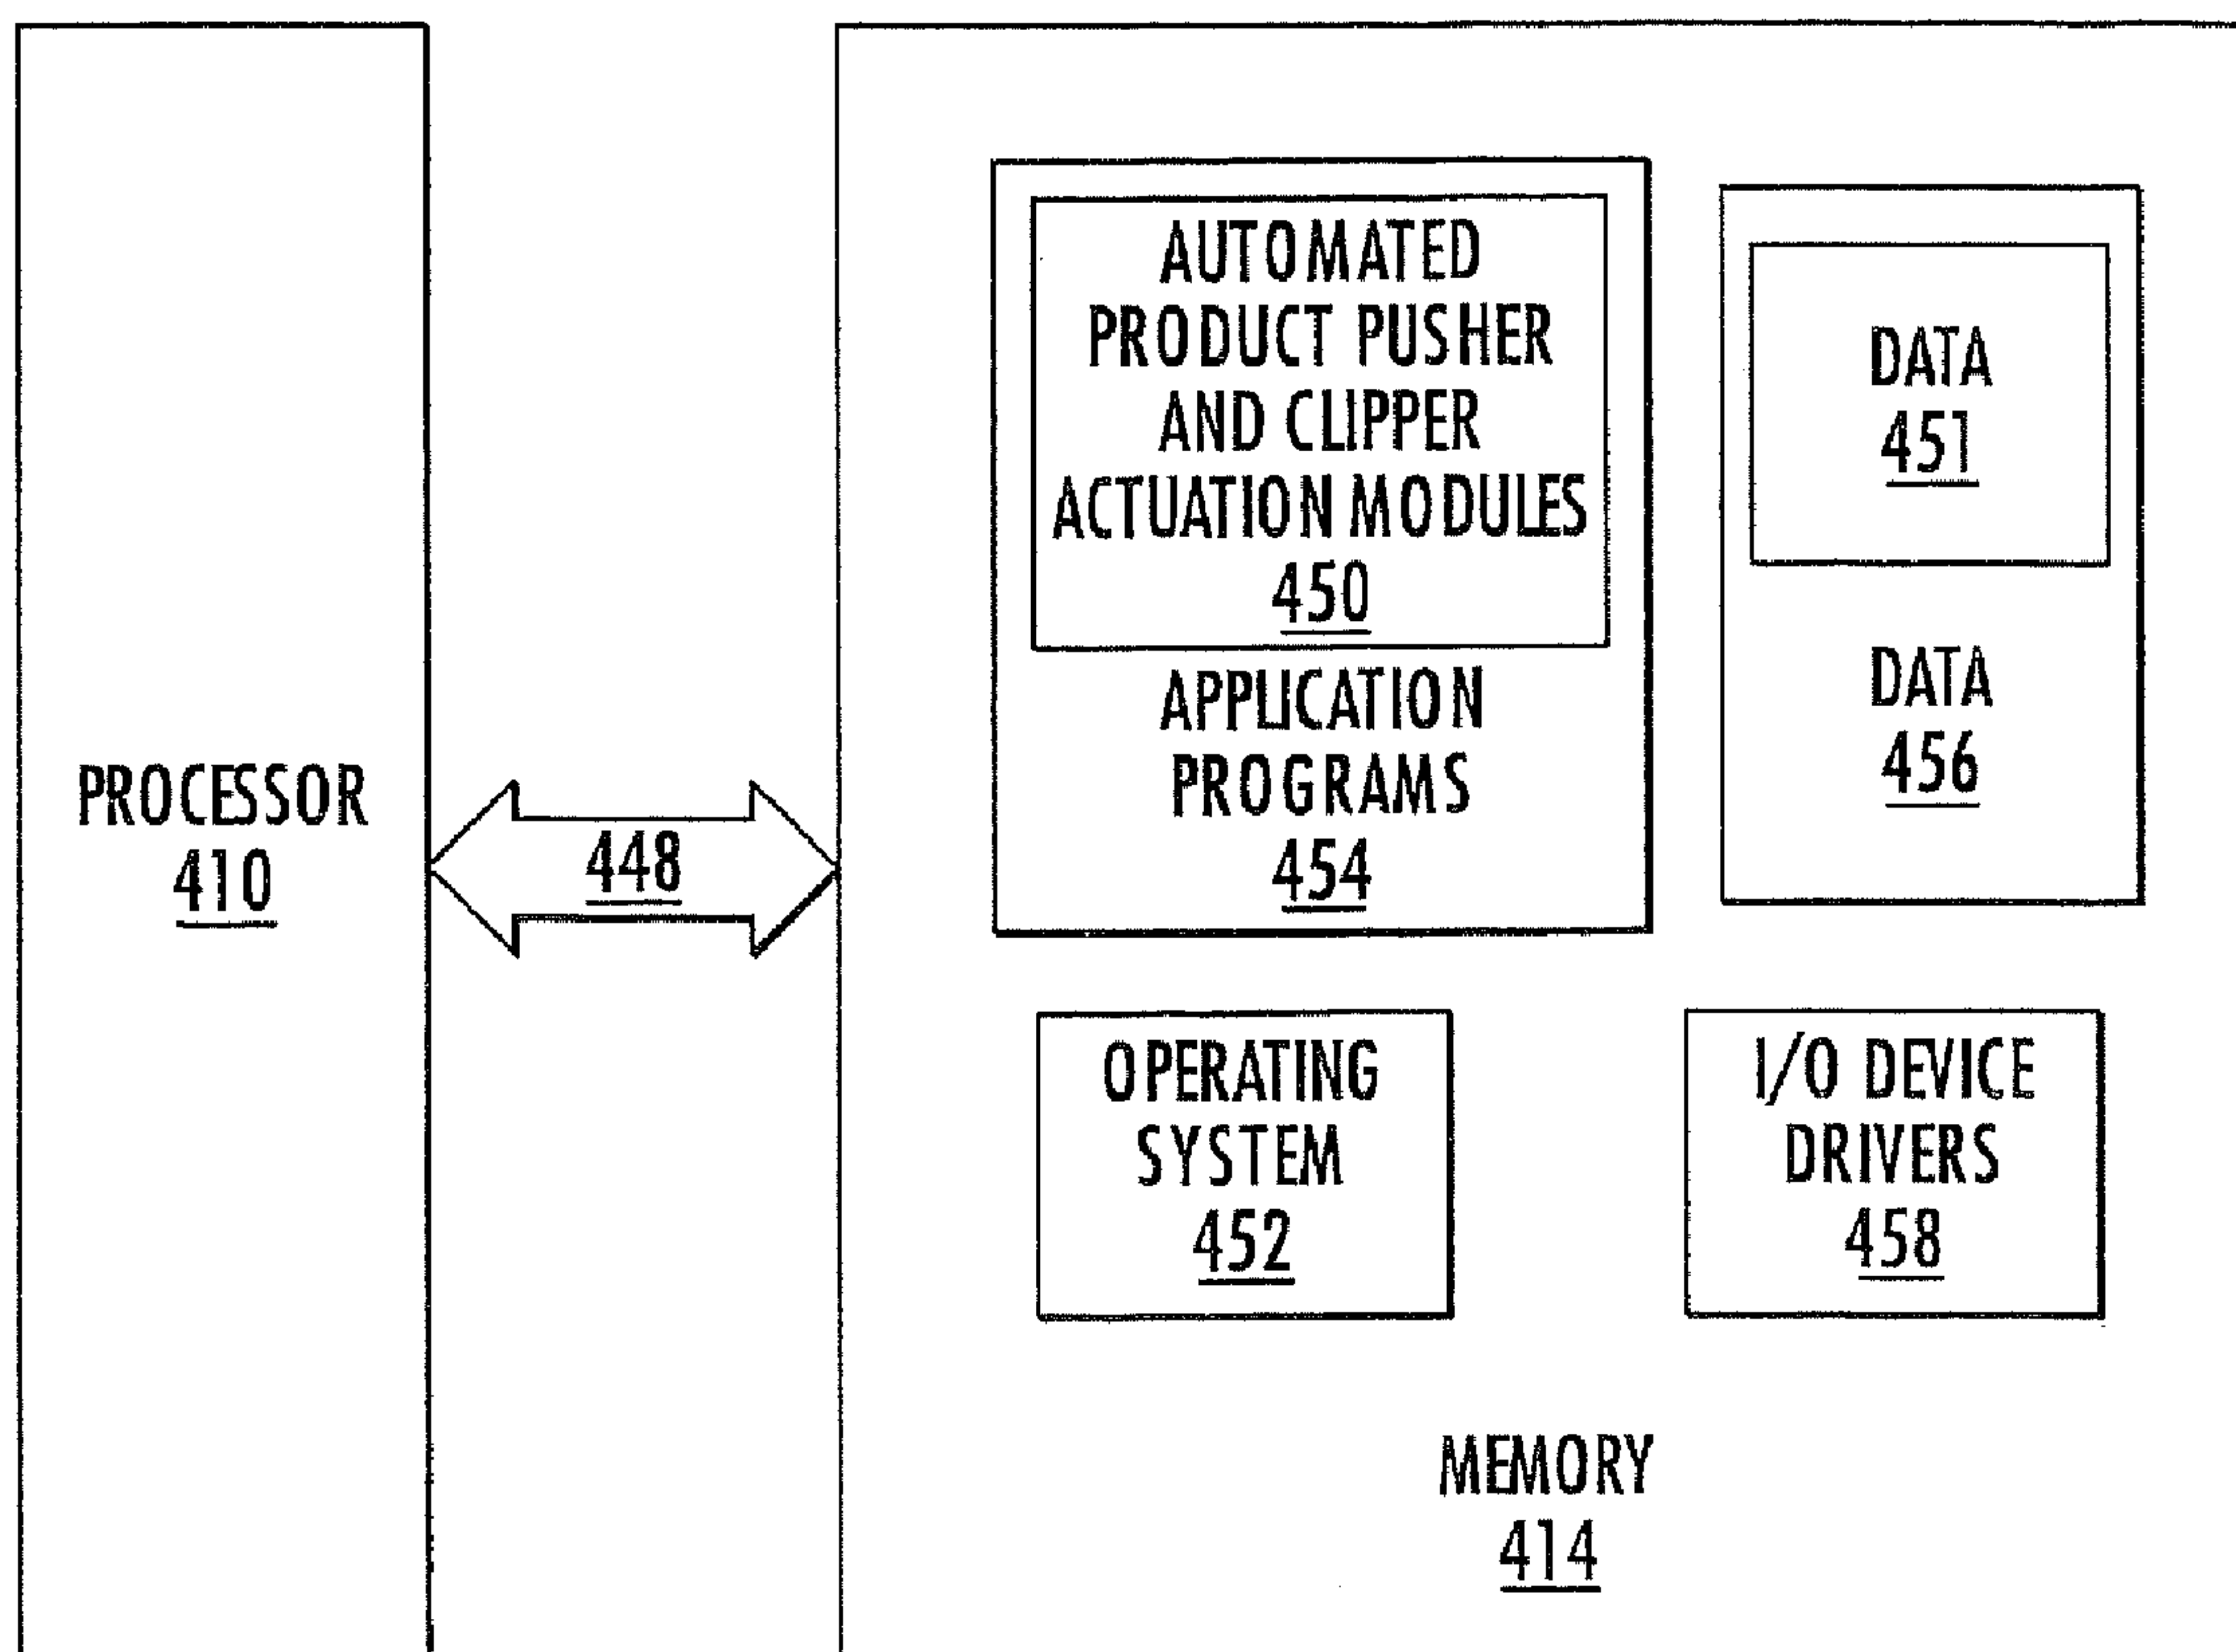 PROCESSOR
410
448
AUTOMATED
PRODUCT PUSHER
AND CLIPPER
ACTUATION MODULES
450
APPLICATION
PROGRAMS
454
DATA
451
DATA
456
OPERATING
SYSTEM
452
I/O DEVICE
DRIVERS
458
MEMORY
414